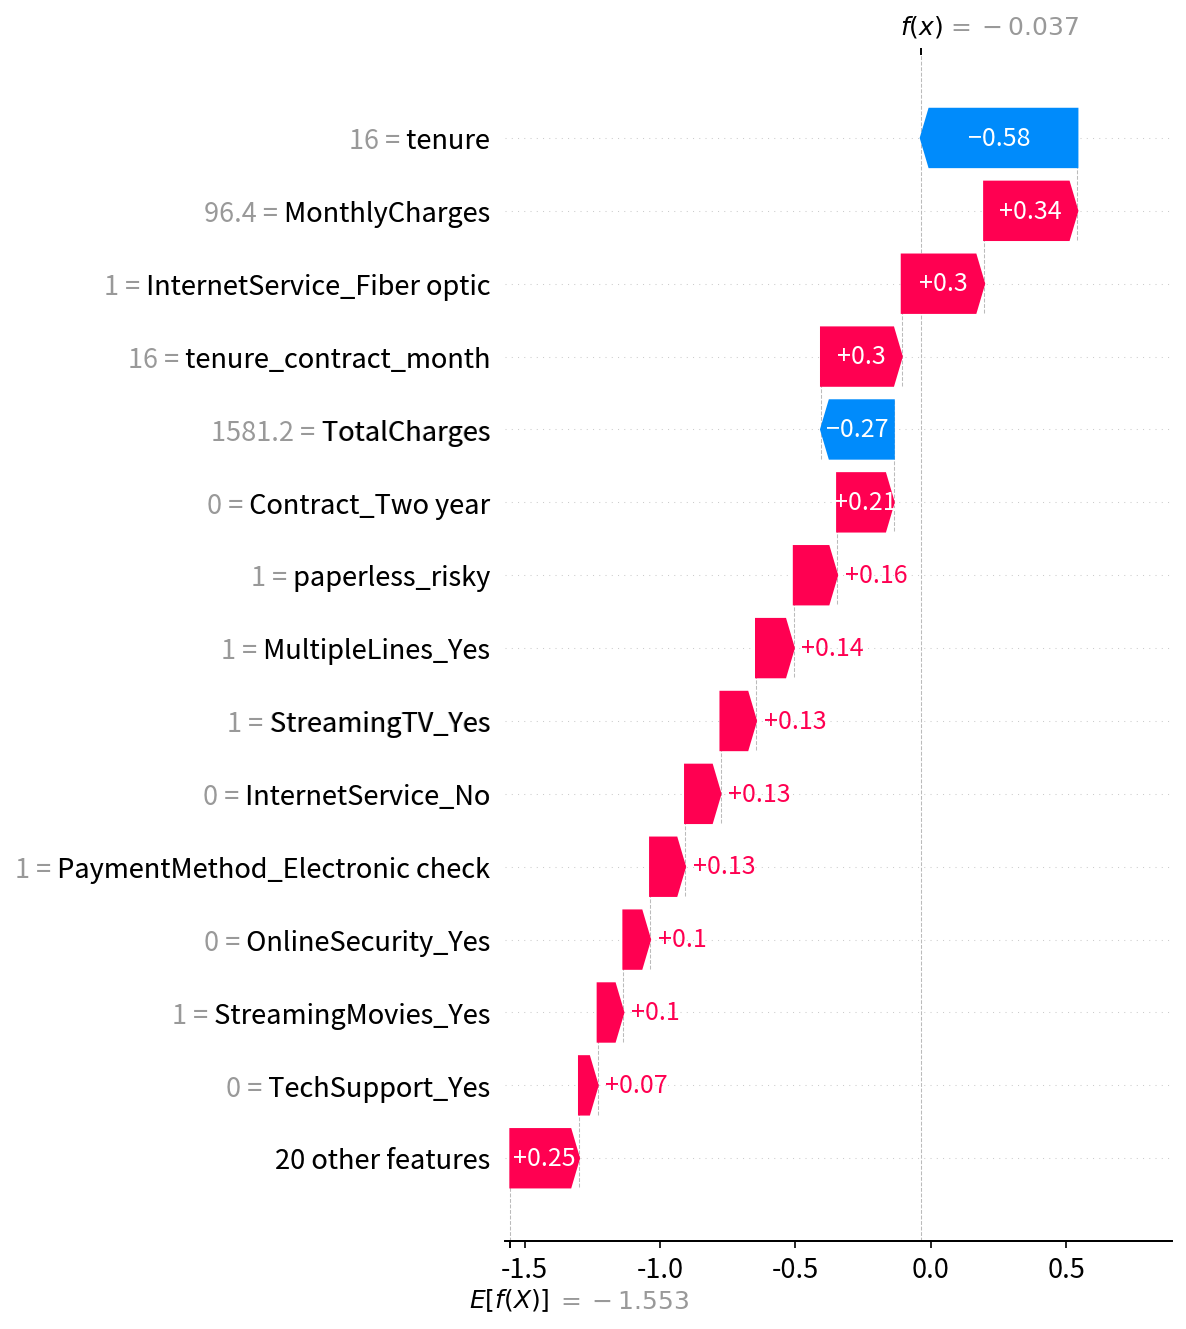 f(x) = −0.037
16 = tenure −0.58
96.4 = MonthlyCharges +0.34
1 = InternetService_Fiber optic +0.3
16 = tenure_contract_month +0.3
1581.2 = TotalCharges −0.27
0 = Contract_Two year +0.21
1 = paperless_risky +0.16
1 = MultipleLines_Yes +0.14
1 = StreamingTV_Yes +0.13
0 = InternetService_No +0.13
1 = PaymentMethod_Electronic check +0.13
0 = OnlineSecurity_Yes +0.1
1 = StreamingMovies_Yes +0.1
0 = TechSupport_Yes +0.07
20 other features +0.25
-1.5 -1.0 -0.5 0.0 0.5
E[f(X)] = −1.553